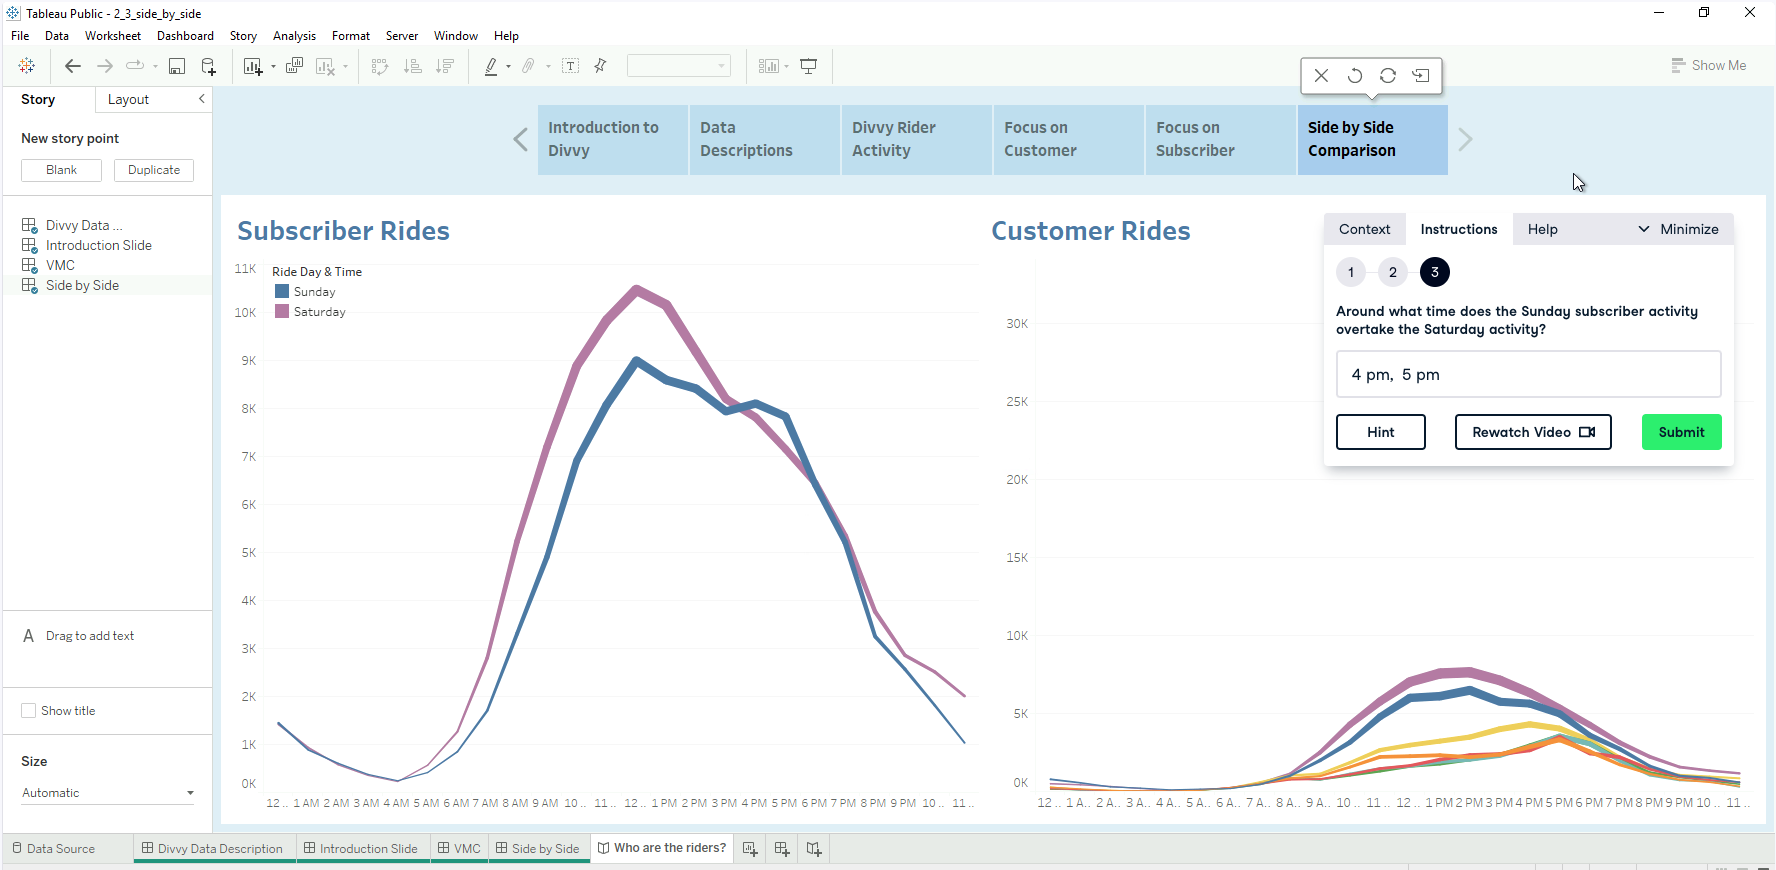 Tableau Public - 2_3_side_by_side
File Data Worksheet Dashboard Story Analysis Format Server Window Help
Show Me
Story Layout
New story point
Blank Duplicate
Divvy Data ...
Introduction Slide
VMC
Side by Side
A Drag to add text
Show title
Size
Automatic
Introduction to
Divvy
Data
Descriptions
Divvy Rider
Activity
Focus on
Customer
Focus on
Subscriber
Side by Side
Comparison
Subscriber Rides
Ride Day & Time
Sunday
Saturday
11K
10K
9K
8K
7K
6K
5K
4K
3K
2K
1K
0K
12 .. 1 AM 2 AM 3 AM 4 AM 5 AM 6 AM 7 AM 8 AM 9 AM 10 .. 11 ... 12 .. 1 PM 2 PM 3 PM 4 PM 5 PM 6 PM 7 PM 8 PM 9 PM 10 .. 11 ...
Customer Rides
30K
25K
20K
15K
10K
5K
0K
12 .. 1 A.. 2 A.. 3 A.. 4 A.. 5 A.. 6 A.. 7 A.. 8 A.. 9 A.. 10 .. 11 ... 12 .. 1 PM 2 PM 3 PM 4 PM 5 PM 6 PM 7 PM 8 PM 9 PM 10 .. 11 ...
Context Instructions Help Minimize
1 2 3
Around what time does the Sunday subscriber activity
overtake the Saturday activity?
4 pm, 5 pm
Hint Rewatch Video Submit
Data Source Divvy Data Description Introduction Slide VMC Side by Side Who are the riders?